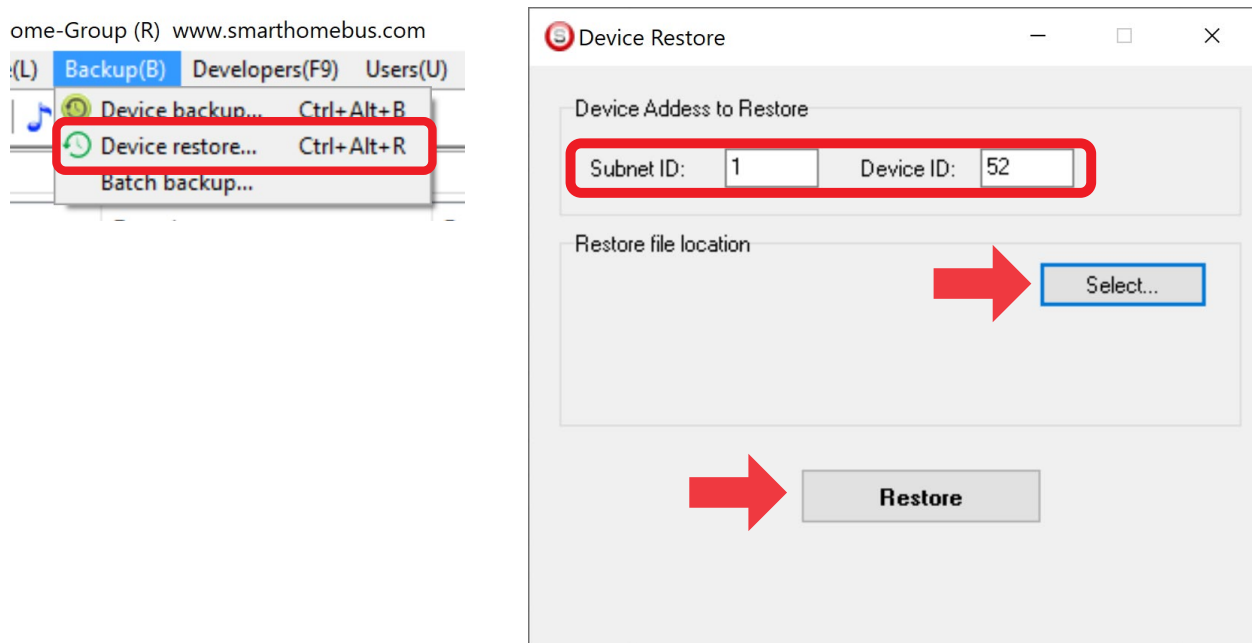 ome-Group (R) www.smarthomebus.com
(L) Backup(B) Developers(F9) Users(U)
Device backup... Ctrl+Alt+B
Device restore... Ctrl+Alt+R
Batch backup...
S Device Restore
Device Addess to Restore
Subnet ID: 1 Device ID: 52
Restore file location
Select...
Restore